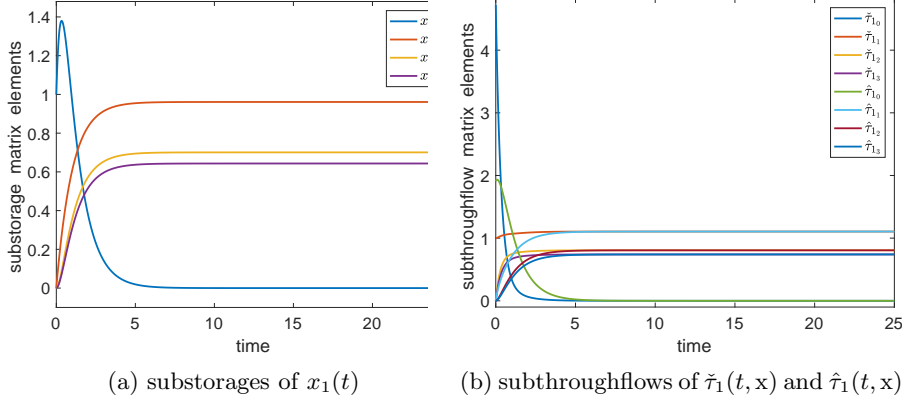 substorage matrix elements
1.4
1.2
1
0.8
0.6
0.4
0.2
0
0 5 10 15 20
time
x
x
x
x
(a) substorages of x₁(t)
subthroughflow matrix elements
4
3
2
1
0
0 5 10 15 20 25
time
τ̌₁₀
τ̌₁₁
τ̌₁₂
τ̌₁₃
τ̂₁₀
τ̂₁₁
τ̂₁₂
τ̂₁₃
(b) subthroughflows of τ̌₁(t, x) and τ̂₁(t, x)